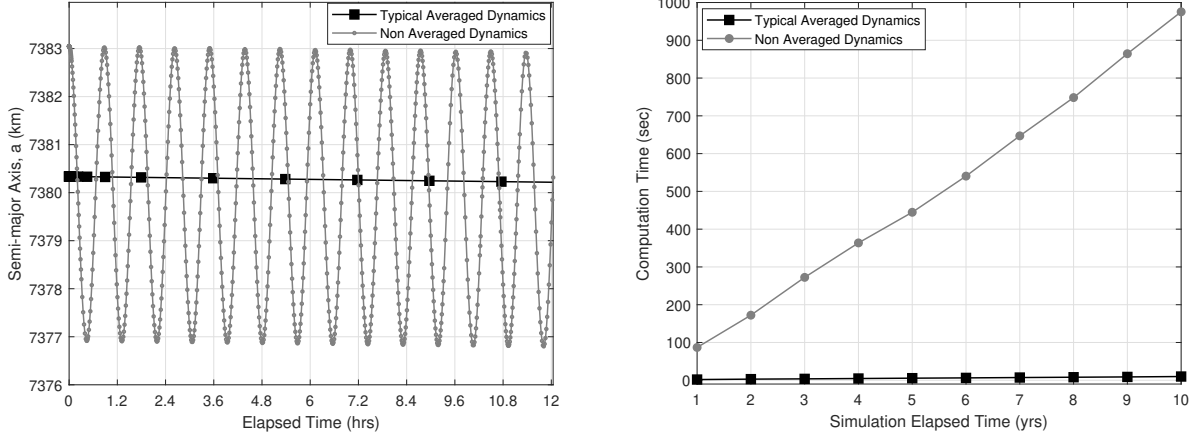 Typical Averaged Dynamics
Non Averaged Dynamics
7383
7382
7381
7380
7379
7378
7377
7376
Semi-major Axis, a (km)
0 1.2 2.4 3.6 4.8 6 7.2 8.4 9.6 10.8 12
Elapsed Time (hrs)
Typical Averaged Dynamics
Non Averaged Dynamics
1000
900
800
700
600
500
400
300
200
100
0
Computation Time (sec)
1 2 3 4 5 6 7 8 9 10
Simulation Elapsed Time (yrs)